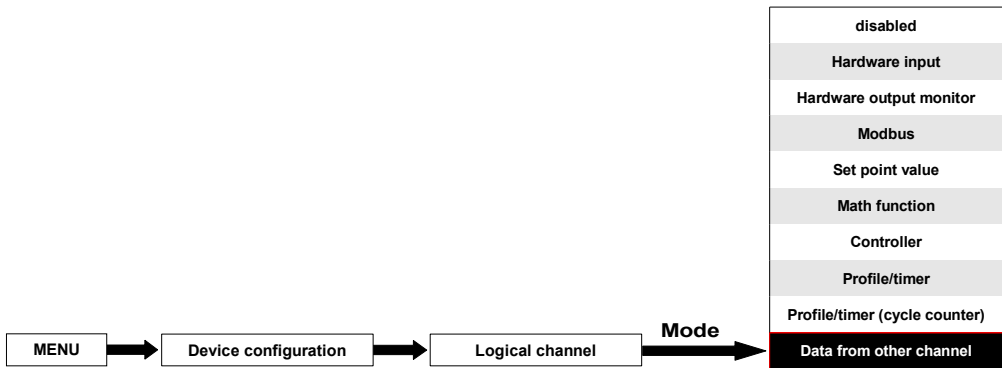 disabled
Hardware input
Hardware output monitor
Modbus
Set point value
Math function
Controller
Profile/timer
Profile/timer (cycle counter)
MENU
Device configuration
Logical channel
Mode
Data from other channel